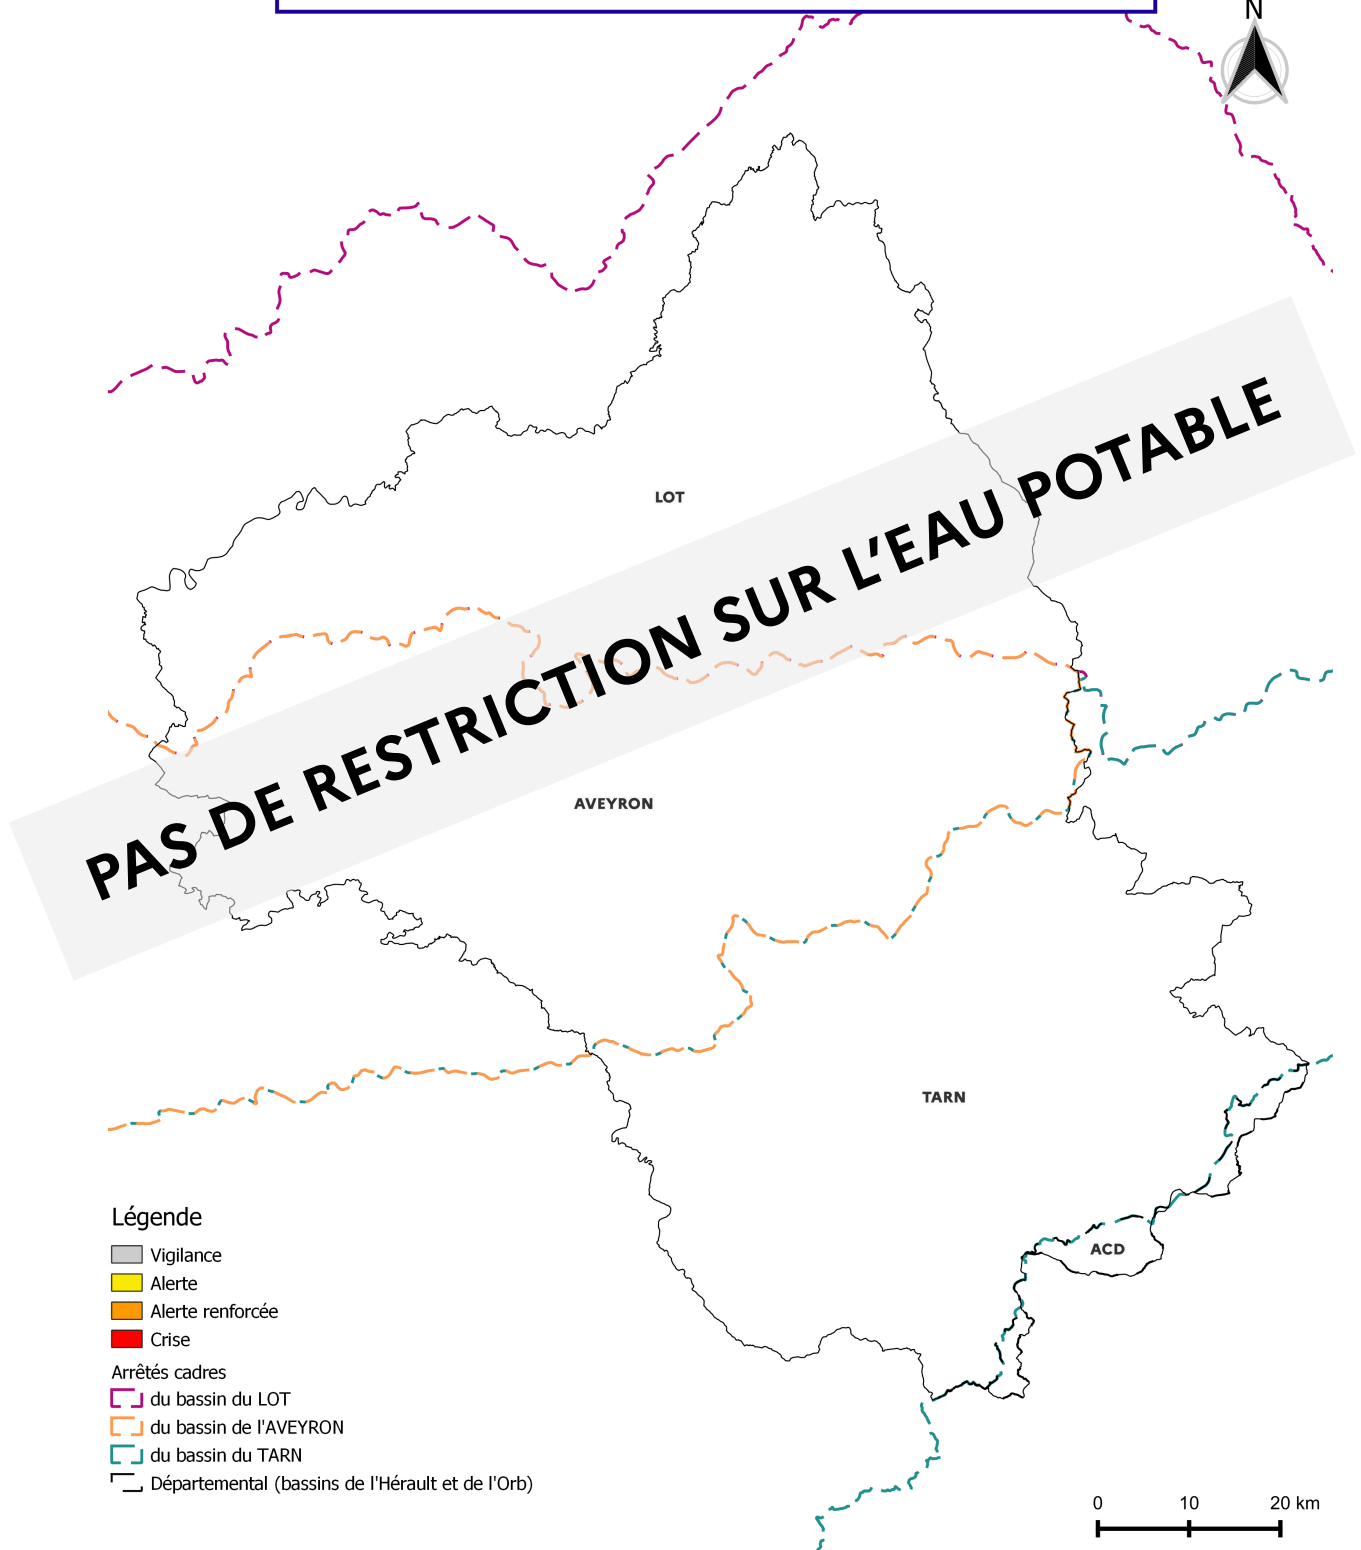 N
LOT
PAS DE RESTRICTION SUR L'EAU POTABLE
AVEYRON
TARN
ACD
Légende
Vigilance
Alerte
Alerte renforcée
Crise
Arrêtés cadres
du bassin du LOT
du bassin de l'AVEYRON
du bassin du TARN
Départemental (bassins de l'Hérault et de l'Orb)
0 10 20 km